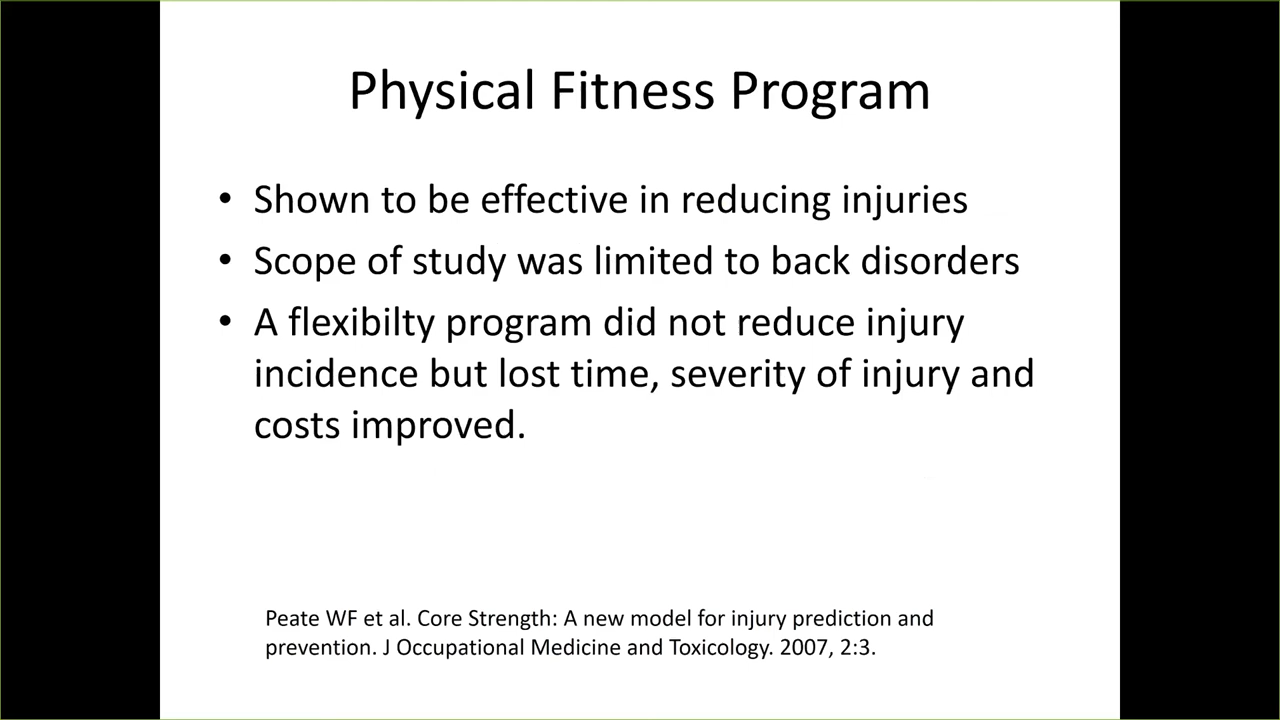 Physical Fitness Program
• Shown to be effective in reducing injuries
• Scope of study was limited to back disorders
• A flexibilty program did not reduce injury
incidence but lost time, severity of injury and
costs improved.
Peate WF et al. Core Strength: A new model for injury prediction and
prevention. J Occupational Medicine and Toxicology. 2007, 2:3.